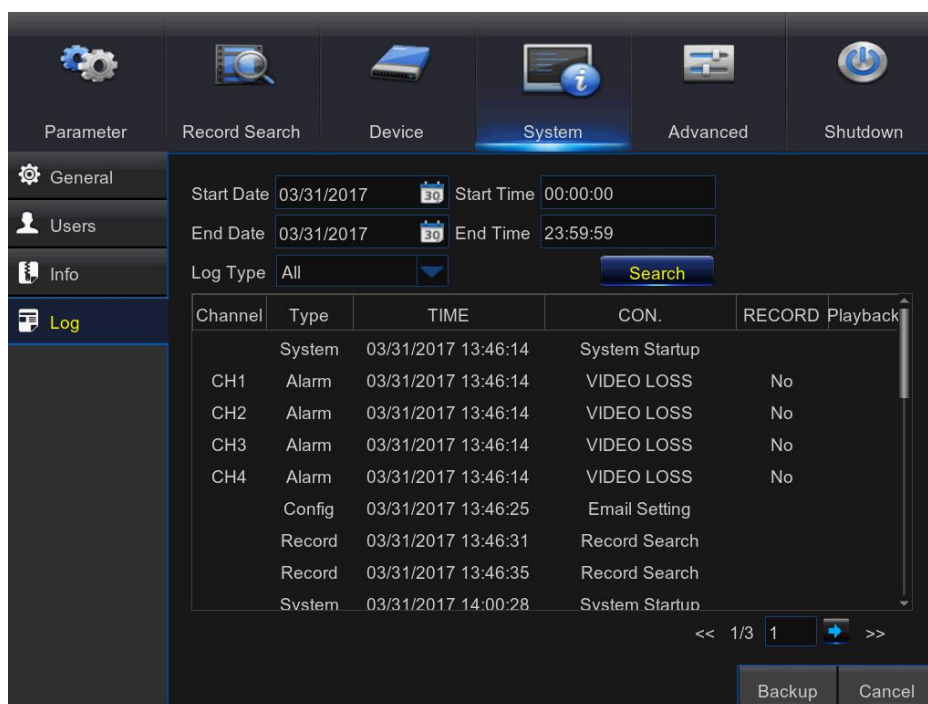 Parameter Record Search Device System Advanced Shutdown
General
Users
Info
Log
Start Date 03/31/2017 30 Start Time 00:00:00
End Date 03/31/2017 30 End Time 23:59:59
Log Type All Search
Channel Type TIME CON. RECORD Playback
System 03/31/2017 13:46:14 System Startup
CH1 Alarm 03/31/2017 13:46:14 VIDEO LOSS No
CH2 Alarm 03/31/2017 13:46:14 VIDEO LOSS No
CH3 Alarm 03/31/2017 13:46:14 VIDEO LOSS No
CH4 Alarm 03/31/2017 13:46:14 VIDEO LOSS No
Config 03/31/2017 13:46:25 Email Setting
Record 03/31/2017 13:46:31 Record Search
Record 03/31/2017 13:46:35 Record Search
System 03/31/2017 14:00:28 System Startup
<< 1/3 1 >>
Backup Cancel